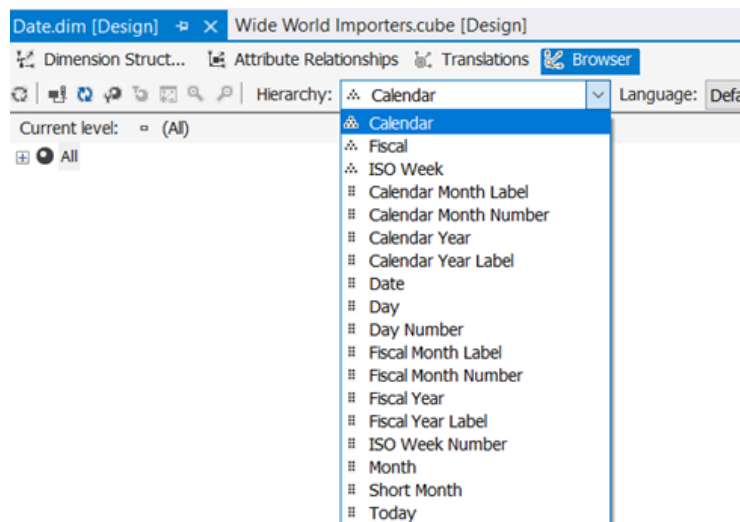 Date.dim [Design] Wide World Importers.cube [Design]
Dimension Struct... Attribute Relationships Translations Browser
Hierarchy: Calendar Language: Defa
Current level: (All)
All
Calendar
Fiscal
ISO Week
Calendar Month Label
Calendar Month Number
Calendar Year
Calendar Year Label
Date
Day
Day Number
Fiscal Month Label
Fiscal Month Number
Fiscal Year
Fiscal Year Label
ISO Week Number
Month
Short Month
Today